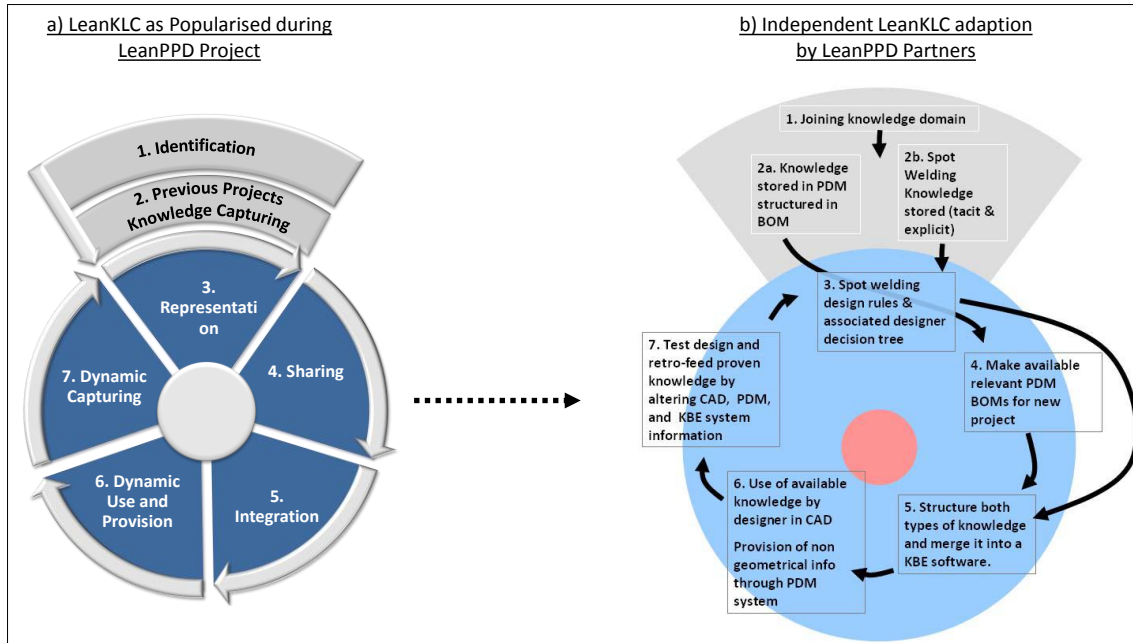 a) LeanKLC as Popularised during
LeanPPD Project
1. Identification
2. Previous Projects
Knowledge Capturing
3.
Representati
on
4. Sharing
5.
Integration
6. Dynamic
Use and
Provision
7. Dynamic
Capturing
b) Independent LeanKLC adaption
by LeanPPD Partners
1. Joining knowledge domain
2a. Knowledge
stored in PDM
structured in
BOM
2b. Spot
Welding
Knowledge
stored (tacit &
explicit)
3. Spot welding
design rules &
associated designer
decision tree
4. Make available
relevant PDM
BOMs for new
project
5. Structure both
types of knowledge
and merge it into a
KBE software.
6. Use of available
knowledge by
designer in CAD
Provision of non
geometrical info
through PDM
system
7. Test design and
retro-feed proven
knowledge by
altering CAD, PDM,
and KBE system
information